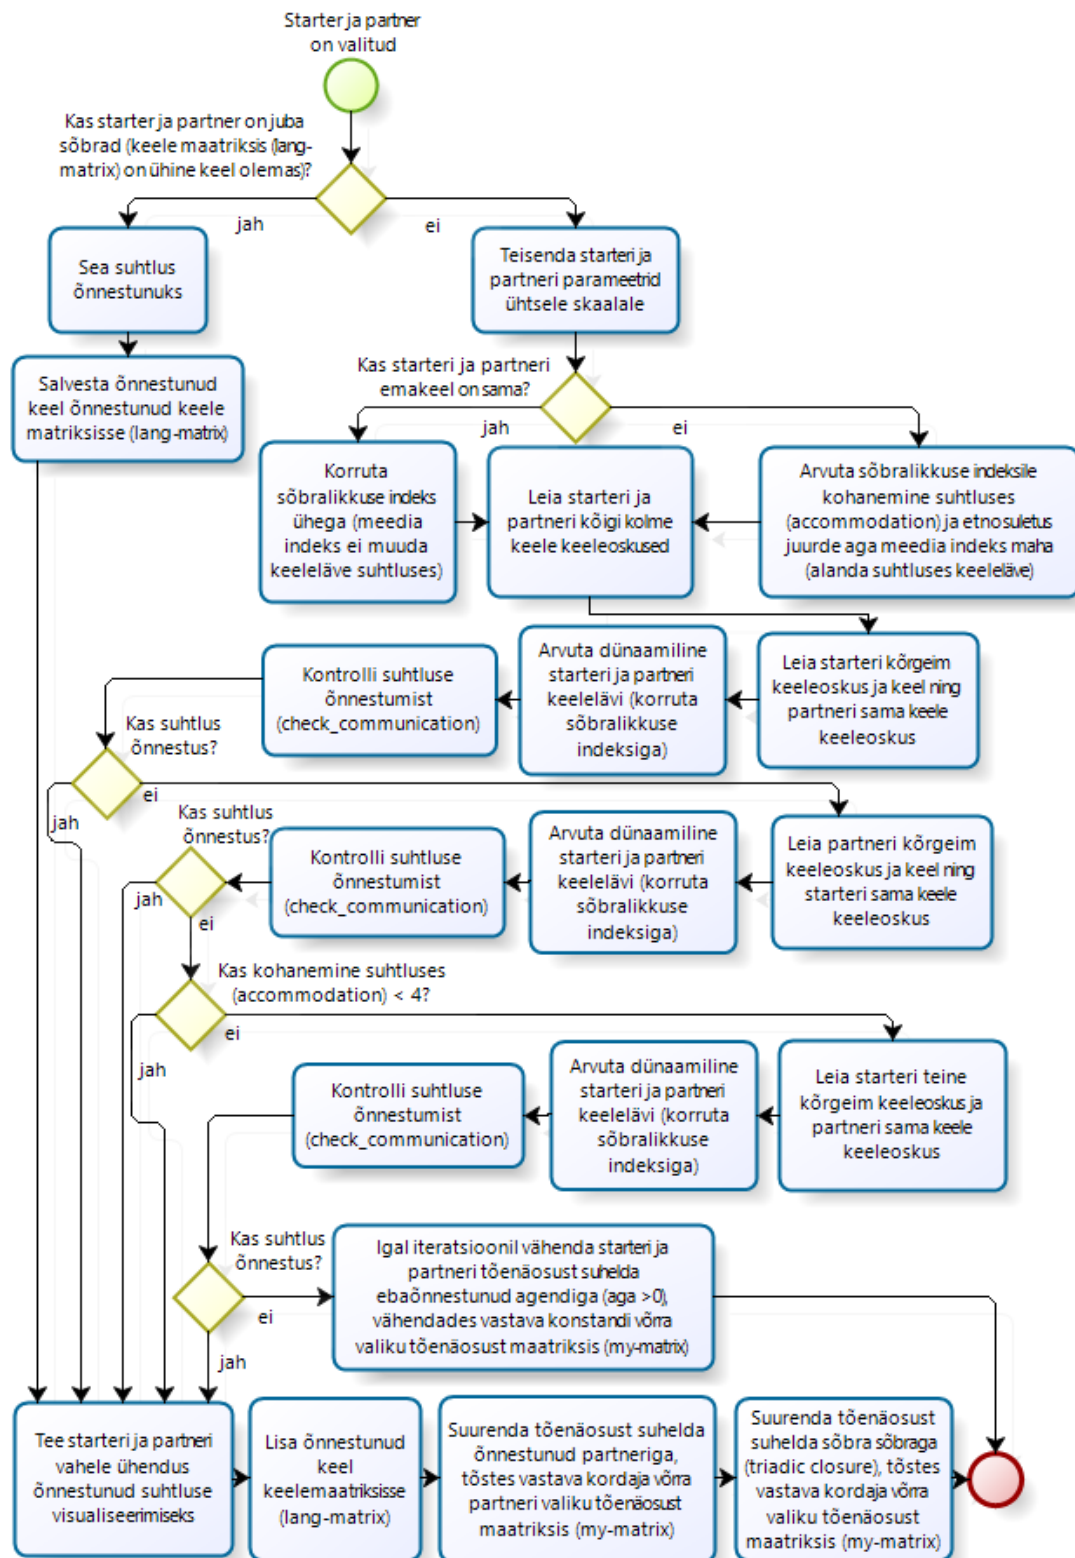 Starter ja partner
on valitud
Kas starter ja partner on juba
sõbrad (keele maatriksis (lang-
matrix) on ühine keel olemas)?
jah
ei
Sea suhtlus
õnnestunuks
Teisenda starteri ja
partneri parameetrid
ühtsele skaalale
Salvesta õnnestunud
keel õnnestunud keele
matriksisse (lang-matrix)
Kas starteri ja partneri
emakeel on sama?
jah
ei
Korruta
sõbralikkuse indeks
ühega (meedia
indeks ei muuda
keeleläve suhtluses)
Leia starteri ja
partneri kõigi kolme
keele keeleoskused
Arvuta sõbralikkuse indeksile
kohanemine suhtluses
(accommodation) ja etnosuletus
juurde aga meedia indeks maha
(alanda suhtluses keeleläve)
Leia starteri kõrgeim
keeleoskus ja keel ning
partneri sama keele
keeleoskus
Arvuta dünaamiline
starteri ja partneri
keelelävi (korruta
sõbralikkuse
indeksiga)
Kontrolli suhtluse
õnnestumist
(check_communication)
Kas suhtlus
õnnestus?
jah
ei
Leia partneri kõrgeim
keeleoskus ja keel ning
starteri sama keele
keeleoskus
Arvuta dünaamiline
starteri ja partneri
keelelävi (korruta
sõbralikkuse
indeksiga)
Kontrolli suhtluse
õnnestumist
(check_communication)
Kas suhtlus
õnnestus?
jah
ei
Kas kohanemine suhtluses
(accommodation) < 4?
jah
ei
Leia starteri teine
kõrgeim keeleoskus ja
partneri sama keele
keeleoskus
Arvuta dünaamiline
starteri ja partneri
keelelävi (korruta
sõbralikkuse
indeksiga)
Kontrolli suhtluse
õnnestumist
(check_communication)
Kas suhtlus
õnnestus?
ei
jah
Igal iteratsioonil vähenda starteri ja
partneri tõenäosust suhelda
ebaõnnestunud agendiga (aga >0),
vähendades vastava konstandi võrra
valiku tõenäosust maatriksis (my-matrix)
Tee starteri ja partneri
vahele ühendus
õnnestunud suhtluse
visualiseerimiseks
Lisa õnnestunud
keel
keelemaatriksisse
(lang-matrix)
Suurenda tõenäosust suhelda
õnnestunud partneriga,
tõstes vastava kordaja võrra
partneri valiku tõenäosust
maatriksis (my-matrix)
Suurenda tõenäosust
suhelda sõbra sõbraga
(triadic closure), tõstes
vastava kordaja võrra
valiku tõenäosust
maatriksis (my-matrix)